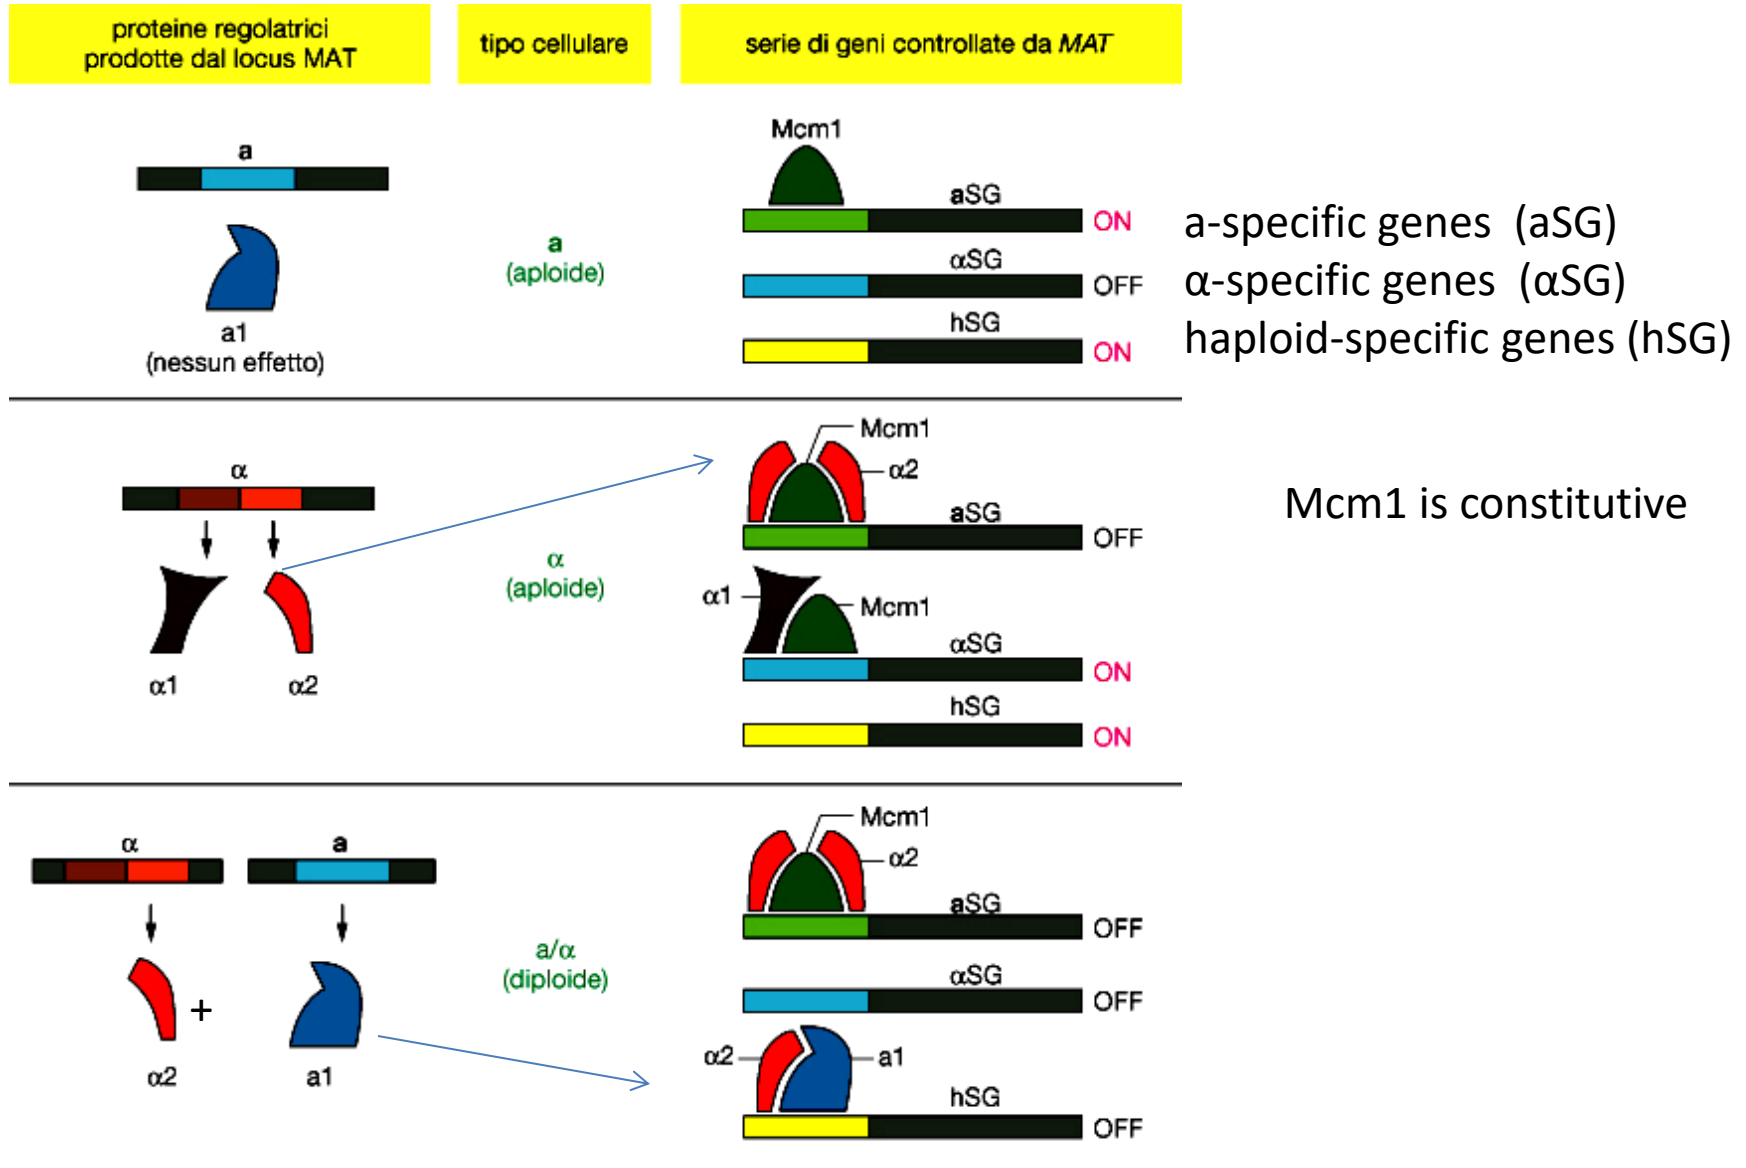 proteine regolatrici
prodotte dal locus MAT
tipo cellulare
serie di geni controllate da MAT
a
a1
(nessun effetto)
a
(aploide)
Mcm1
aSG
ON
αSG
OFF
hSG
ON
a-specific genes (aSG)
α-specific genes (αSG)
haploid-specific genes (hSG)
α
α1
α2
α
(aploide)
Mcm1
α2
aSG
OFF
α1
Mcm1
αSG
ON
hSG
ON
Mcm1 is constitutive
α
a
+
α2
a1
a/α
(diploide)
Mcm1
α2
aSG
OFF
αSG
OFF
α2
a1
hSG
OFF